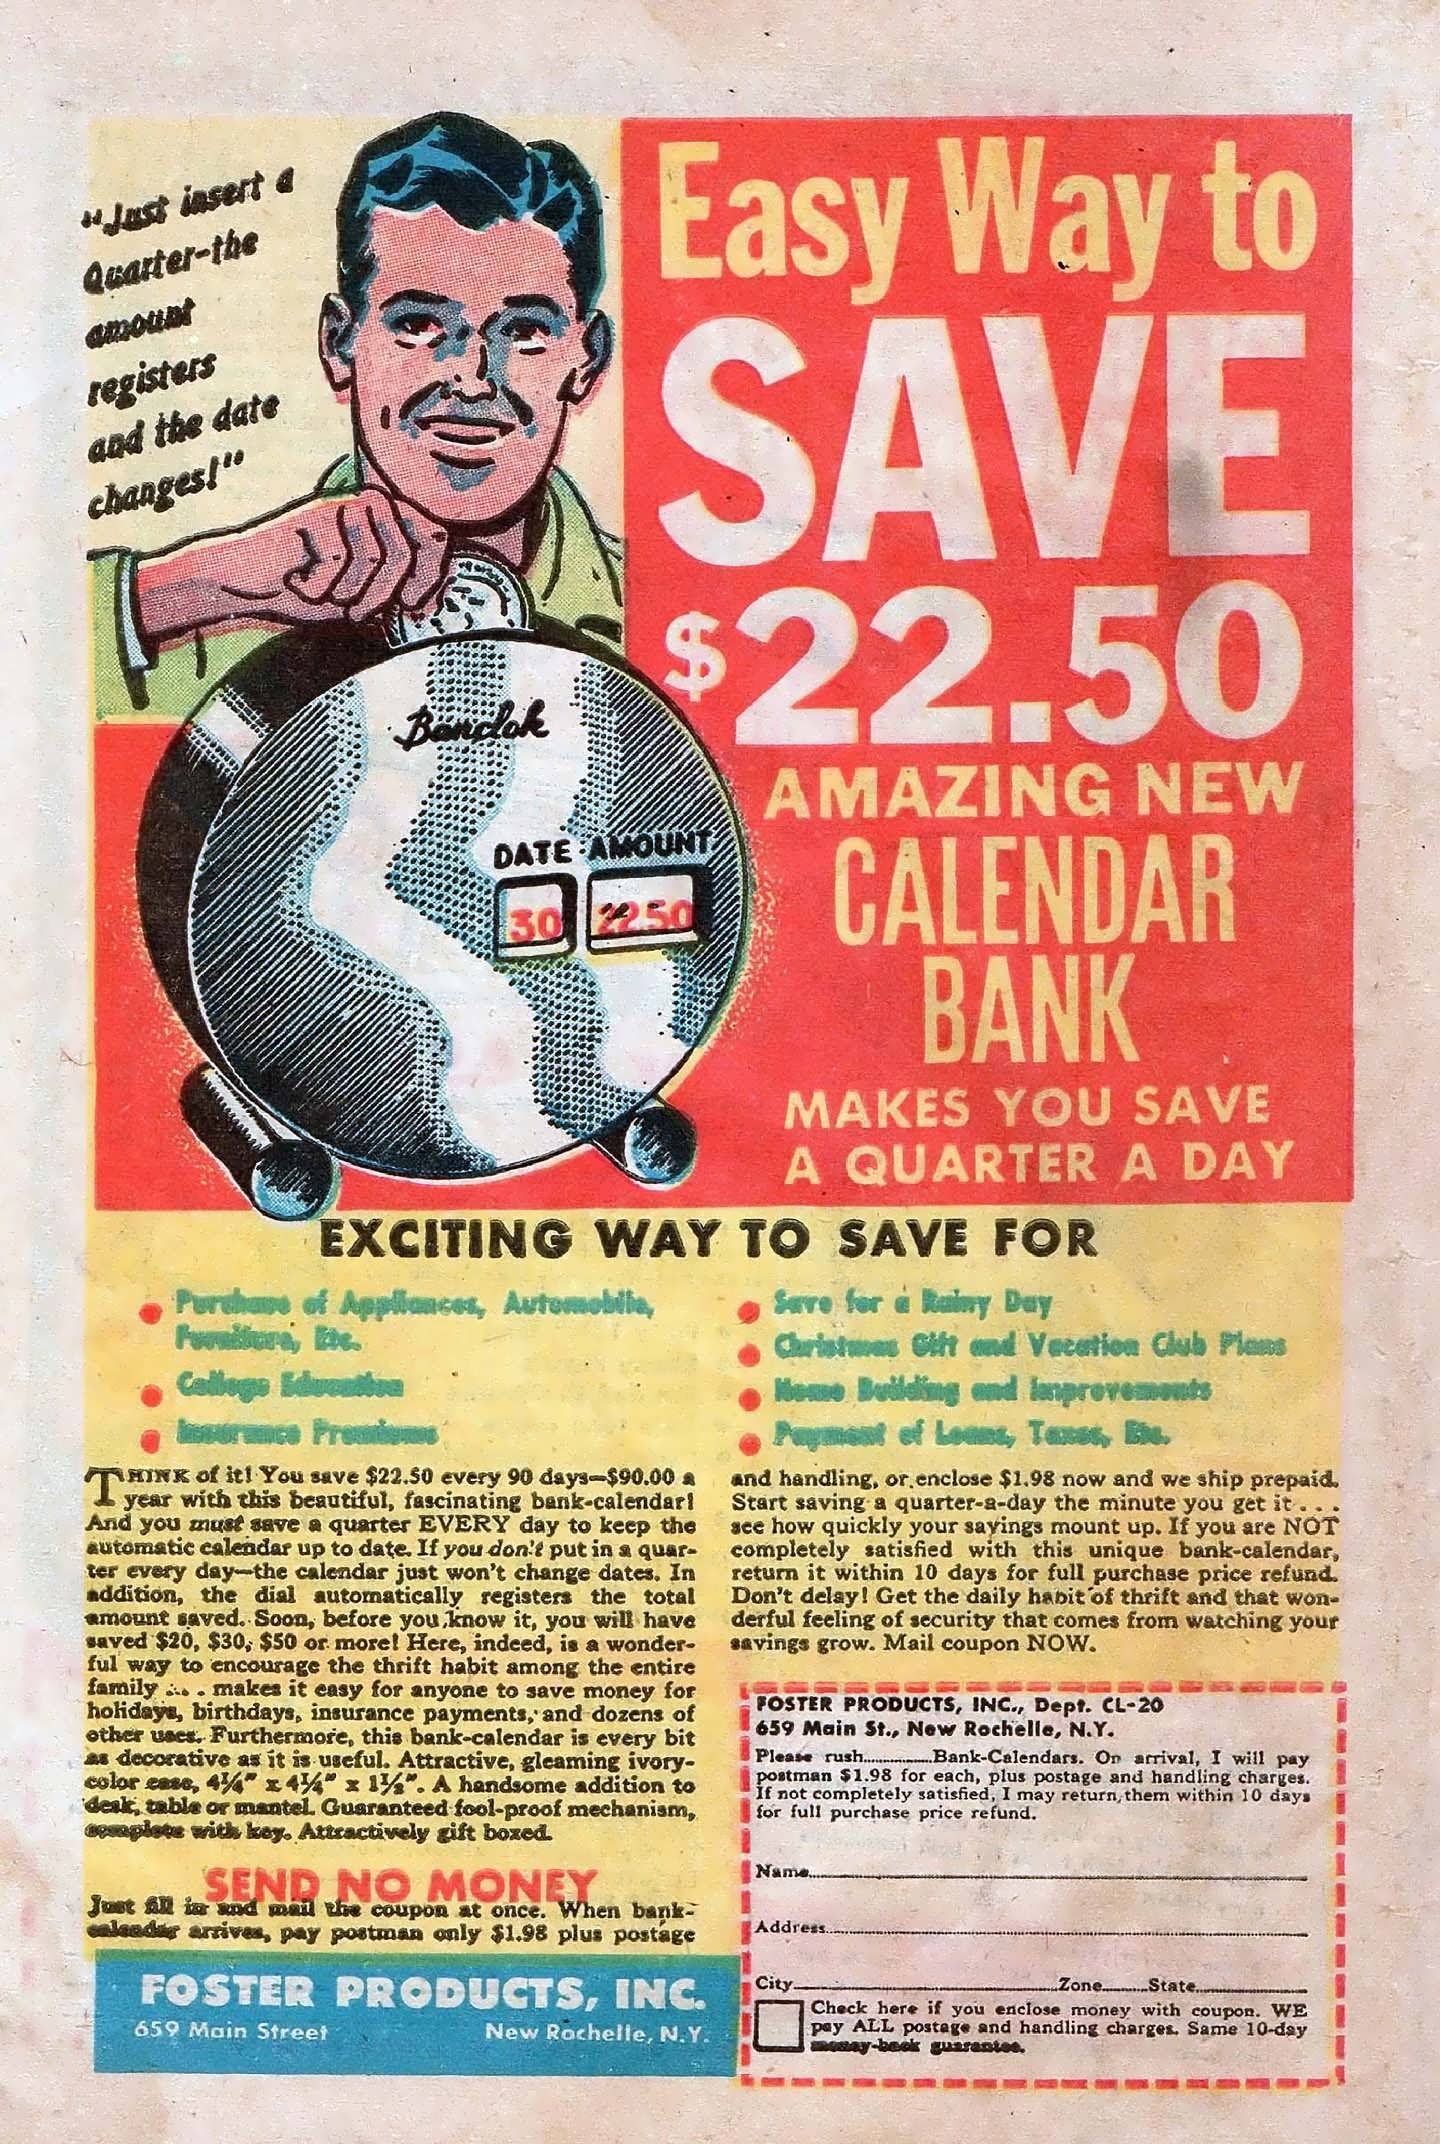 "Just insert a
Quarter-the
amount
registers
and the date
changes!"
Easy Way to
SAVE
$22.50
AMAZING NEW
CALENDAR
BANK
MAKES YOU SAVE
A QUARTER A DAY
Banclok
DATE AMOUNT
30 22.50
EXCITING WAY TO SAVE FOR
• Purchase of Appliances, Automobile,
Furniture, Etc.
• College Education
• Insurance Premiums
• Save for a Rainy Day
• Christmas Gift and Vacation Club Plans
• Home Building and Improvements
• Payment of Loans, Taxes, Etc.
THINK of it! You save $22.50 every 90 days—$90.00 a
year with this beautiful, fascinating bank-calendar!
And you must save a quarter EVERY day to keep the
automatic calendar up to date. If you don't put in a quar-
ter every day—the calendar just won't change dates. In
addition, the dial automatically registers the total
amount saved. Soon, before you know it, you will have
saved $20, $30, $50 or more! Here, indeed, is a wonder-
ful way to encourage the thrift habit among the entire
family ... makes it easy for anyone to save money for
holidays, birthdays, insurance payments, and dozens of
other uses. Furthermore, this bank-calendar is every bit
as decorative as it is useful. Attractive, gleaming ivory-
color case, 4¼" x 4¼" x 1½". A handsome addition to
desk, table or mantel. Guaranteed fool-proof mechanism,
complete with key. Attractively gift boxed.
SEND NO MONEY
Just fill in and mail the coupon at once. When bank-
calendar arrives, pay postman only $1.98 plus postage
and handling, or enclose $1.98 now and we ship prepaid.
Start saving a quarter-a-day the minute you get it ...
see how quickly your savings mount up. If you are NOT
completely satisfied with this unique bank-calendar,
return it within 10 days for full purchase price refund.
Don't delay! Get the daily habit of thrift and that won-
derful feeling of security that comes from watching your
savings grow. Mail coupon NOW.
FOSTER PRODUCTS, INC.
659 Main Street New Rochelle, N.Y.
FOSTER PRODUCTS, INC., Dept. CL-20
659 Main St., New Rochelle, N.Y.
Please rush..............Bank-Calendars. On arrival, I will pay
postman $1.98 for each, plus postage and handling charges.
If not completely satisfied, I may return them within 10 days
for full purchase price refund.
Name
Address
City Zone State
Check here if you enclose money with coupon. WE
pay ALL postage and handling charges. Same 10-day
money-back guarantee.